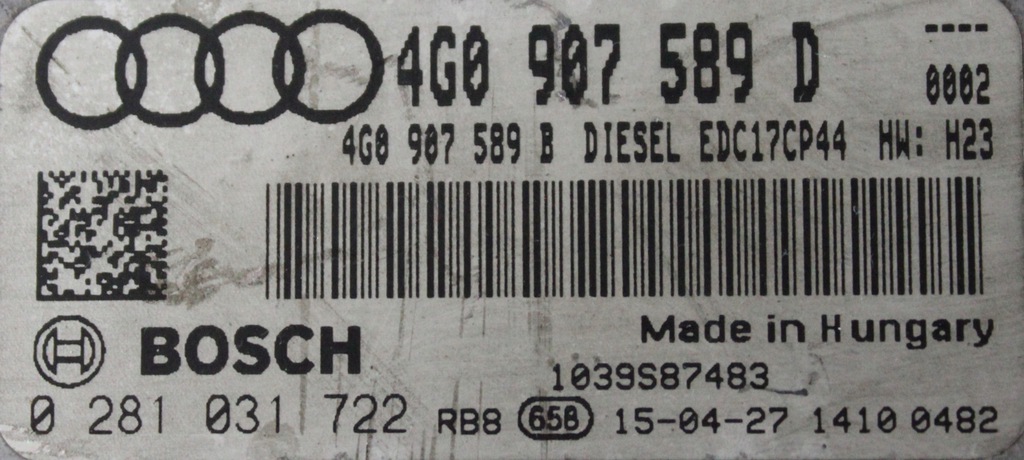 4G0 907 589 D ----
0002
4G0 907 589 B DIESEL EDC17CP44 HW: H23
Made in Hungary
BOSCH
1039S87483
0 281 031 722 RB8 658 15-04-27 1410 0482